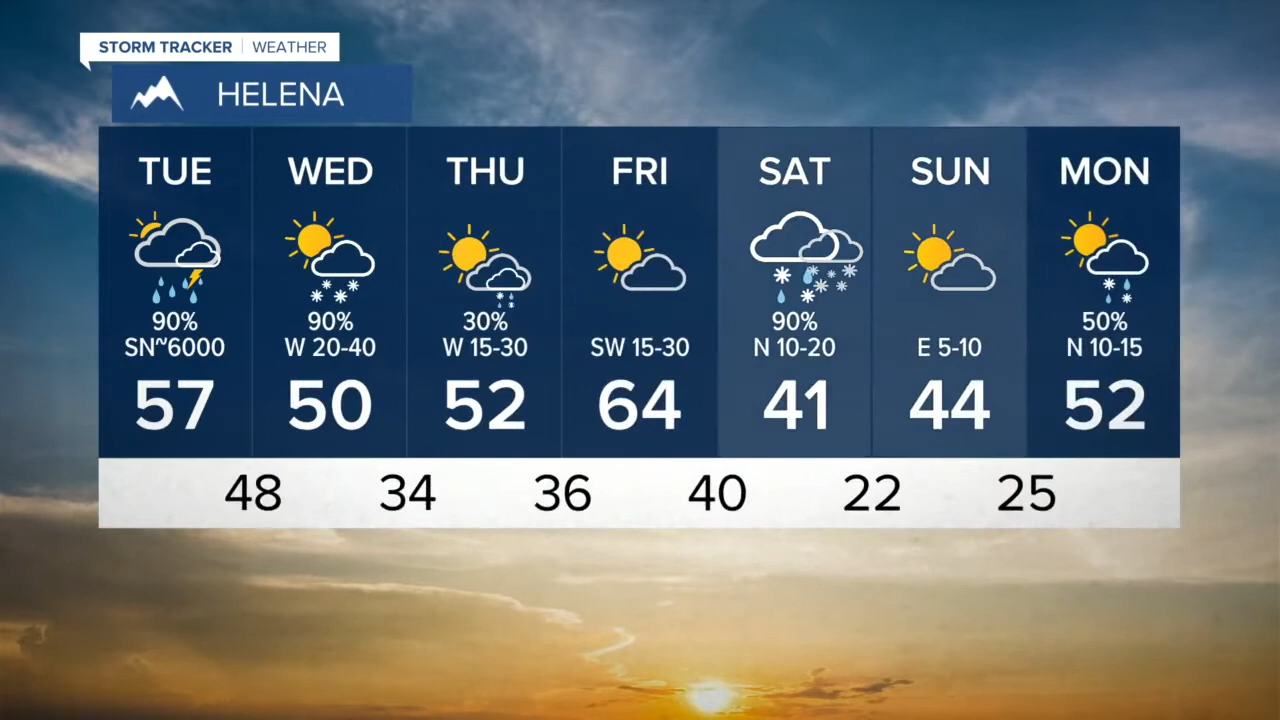 STORM TRACKER | WEATHER
HELENA
TUE WED THU FRI SAT SUN MON
90% 90% 30% 90% 50%
SN~6000 W 20-40 W 15-30 SW 15-30 N 10-20 E 5-10 N 10-15
57 50 52 64 41 44 52
48 34 36 40 22 25